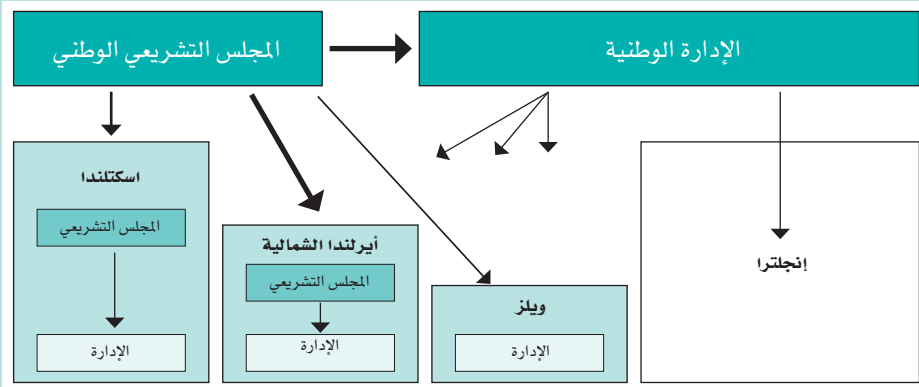 المجلس التشريعي الوطني
الإدارة الوطنية
اسكتلندا
المجلس التشريعي
الإدارة
أيرلندا الشمالية
المجلس التشريعي
الإدارة
ويلز
الإدارة
إنجلترا